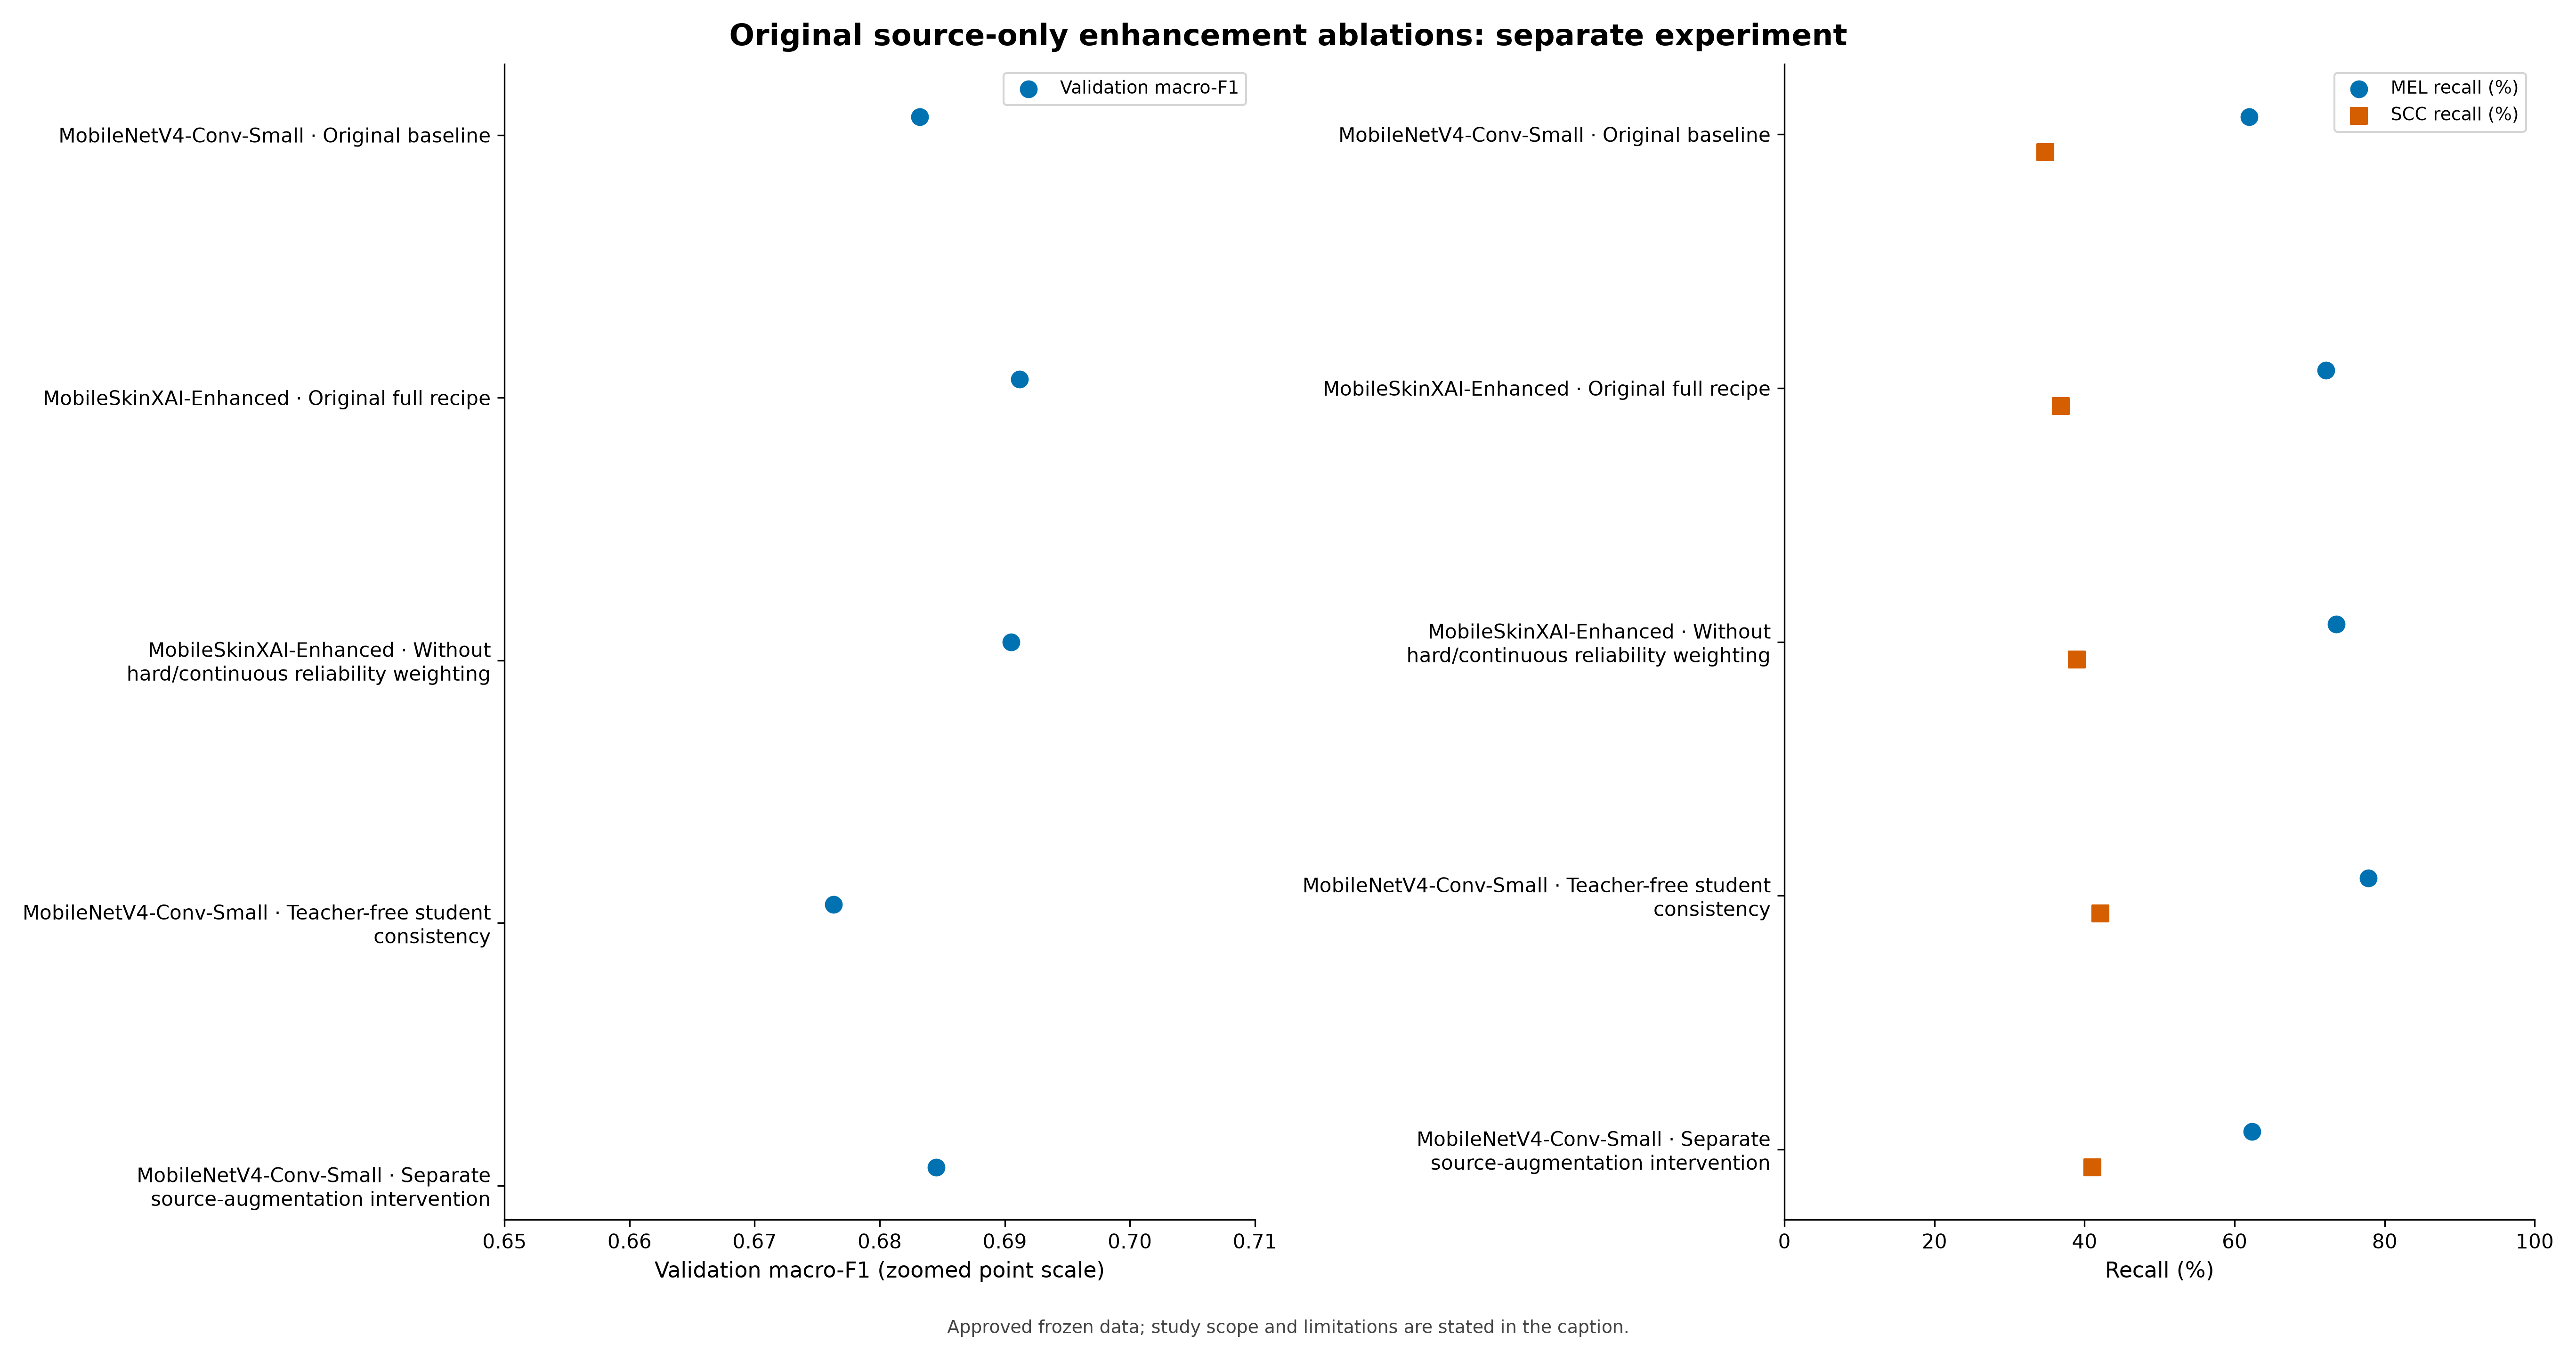 Original source-only enhancement ablations: separate experiment
Validation macro-F1
MobileNetV4-Conv-Small · Original baseline
MobileSkinXAI-Enhanced · Original full recipe
MobileSkinXAI-Enhanced · Without
hard/continuous reliability weighting
MobileNetV4-Conv-Small · Teacher-free student
consistency
MobileNetV4-Conv-Small · Separate
source-augmentation intervention
0.65 0.66 0.67 0.68 0.69 0.70 0.71
Validation macro-F1 (zoomed point scale)
MEL recall (%)
SCC recall (%)
MobileNetV4-Conv-Small · Original baseline
MobileSkinXAI-Enhanced · Original full recipe
MobileSkinXAI-Enhanced · Without
hard/continuous reliability weighting
MobileNetV4-Conv-Small · Teacher-free student
consistency
MobileNetV4-Conv-Small · Separate
source-augmentation intervention
0 20 40 60 80 100
Recall (%)
Approved frozen data; study scope and limitations are stated in the caption.